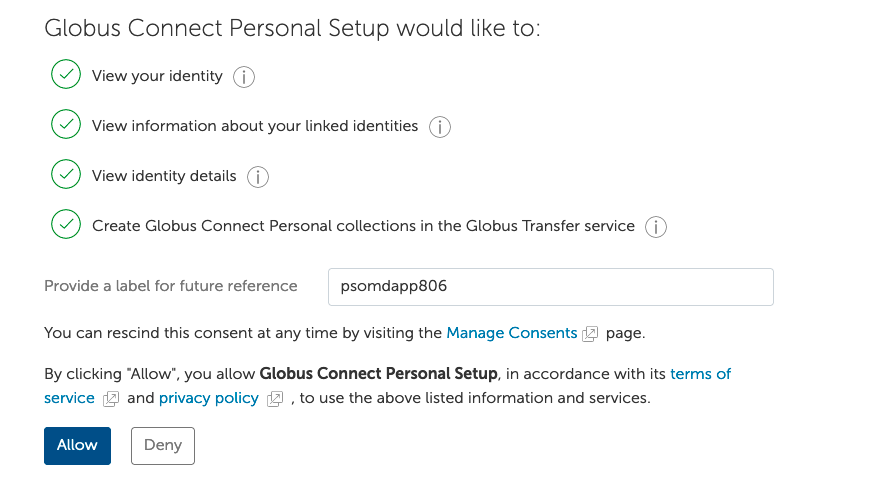 Globus Connect Personal Setup would like to:
View your identity
View information about your linked identities
View identity details
Create Globus Connect Personal collections in the Globus Transfer service
Provide a label for future reference psomdapp806
You can rescind this consent at any time by visiting the Manage Consents page.
By clicking "Allow", you allow Globus Connect Personal Setup, in accordance with its terms of
service and privacy policy , to use the above listed information and services.
Allow Deny